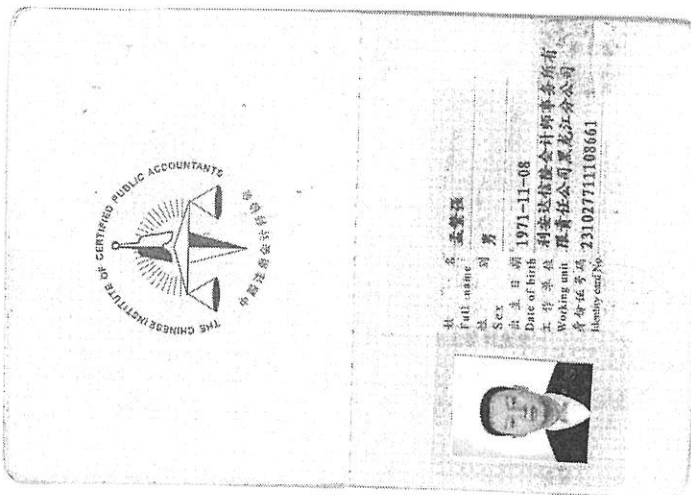 THE CHINESE INSTITUTE OF CERTIFIED PUBLIC ACCOUNTANTS
中国注册会计师协会
姓 名 孟繁强
Full name
性 别 男
Sex
出生日期 1971-11-08
Date of birth
工作单位 利安达信隆会计师事务所有
Working unit 限责任公司黑龙江分公司
身份证号码 231027711108661
Identity card No.